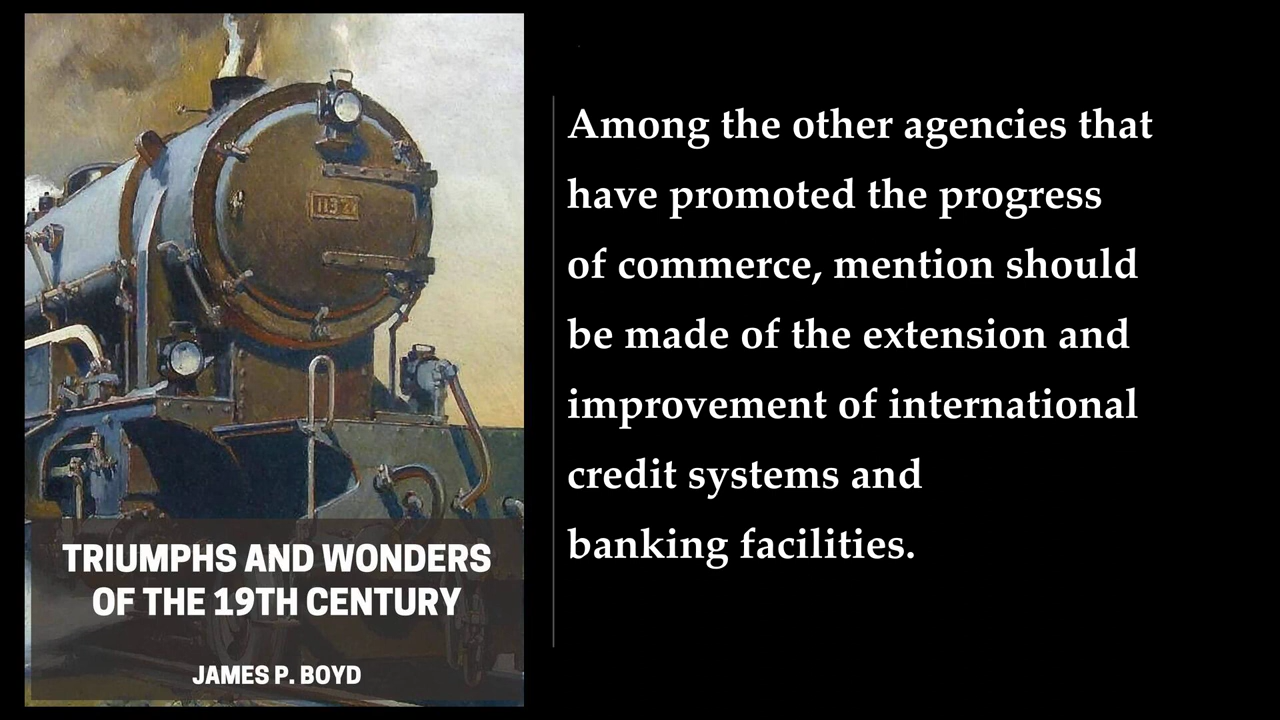 1132
TRIUMPHS AND WONDERS
OF THE 19TH CENTURY
JAMES P. BOYD
Among the other agencies that
have promoted the progress
of commerce, mention should
be made of the extension and
improvement of international
credit systems and
banking facilities.